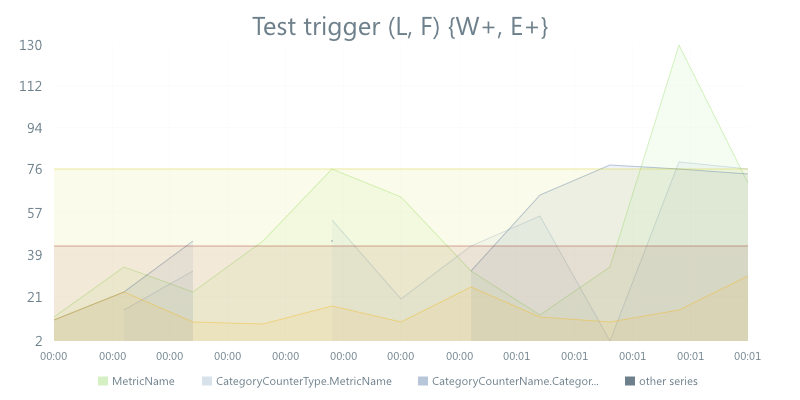 Test trigger (L, F) {W+, E+}
130
112
94
76
57
39
21
2
00:00 00:00 00:00 00:00 00:00 00:00 00:00 00:00 00:01 00:01 00:01 00:01 00:01
MetricName CategoryCounterType.MetricName CategoryCounterName.Categor... other series